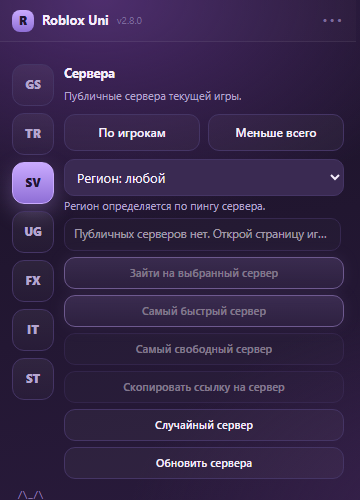 R Roblox Uni v2.8.0 •••
GS
TR
SV
UG
FX
IT
ST
Сервера
Публичные сервера текущей игры.
По игрокам Меньше всего
Регион: любой
Регион определяется по пингу сервера.
Публичных серверов нет. Открой страницу иг...
Зайти на выбранный сервер
Самый быстрый сервер
Самый свободный сервер
Скопировать ссылку на сервер
Случайный сервер
Обновить сервера
/\_/\